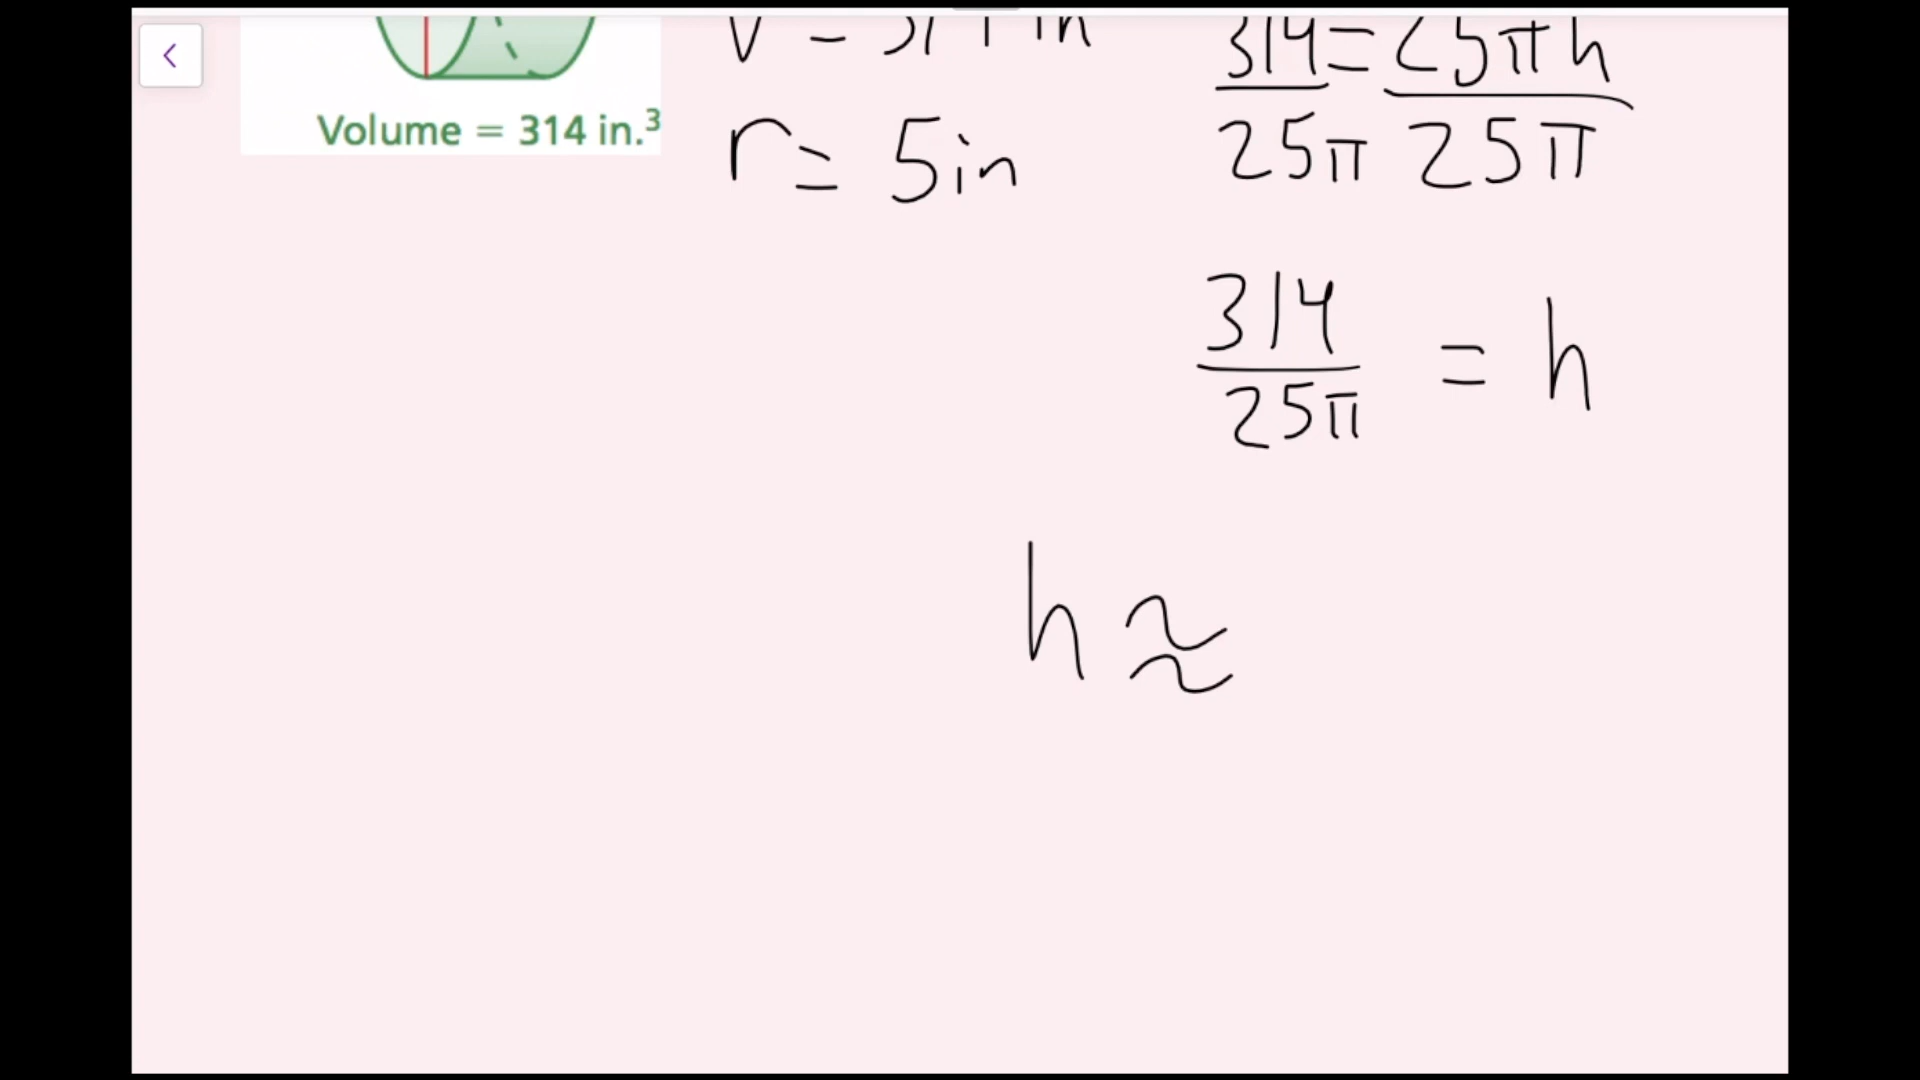 314 = 25πh
Volume = 314 in.³
r = 5in
25π 25π
314
25π
= h
h ≈